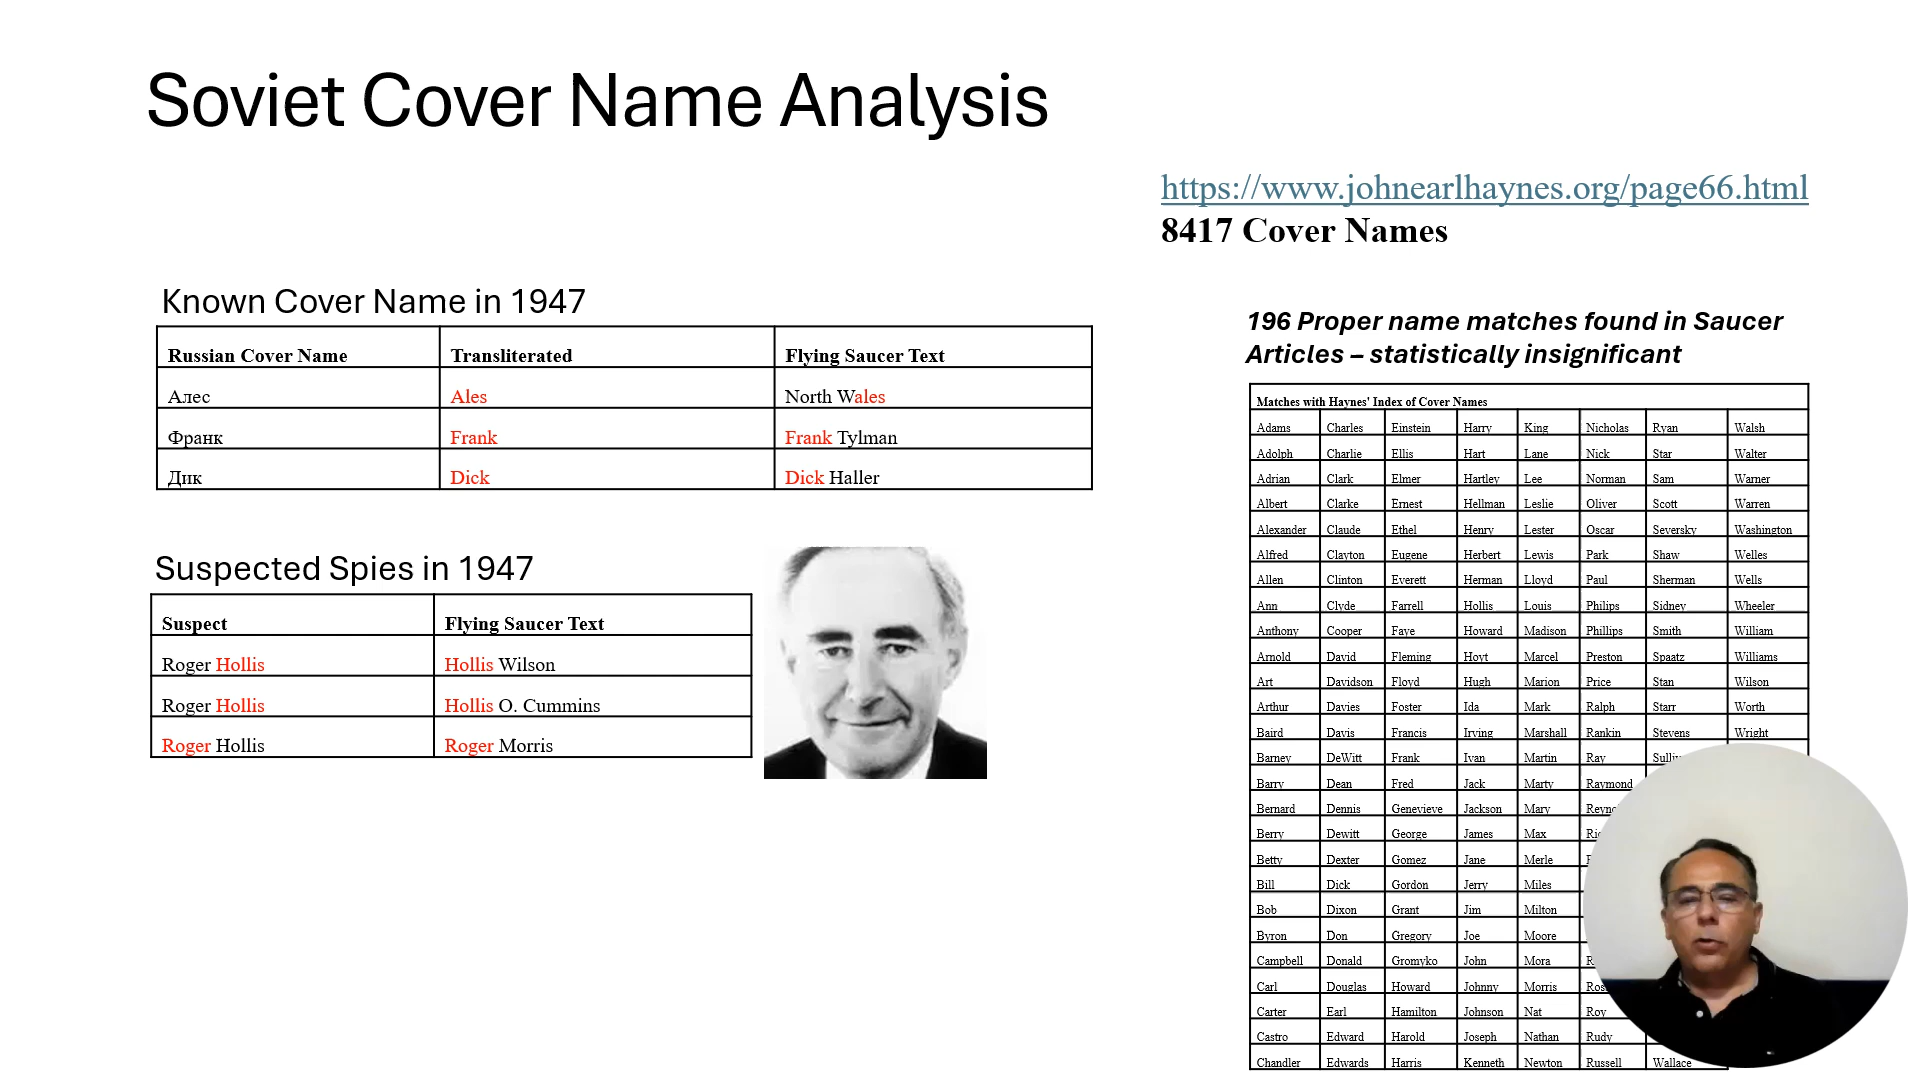 Soviet Cover Name Analysis
https://www.johnearlhaynes.org/page66.html
8417 Cover Names
Known Cover Name in 1947
Russian Cover Name Transliterated Flying Saucer Text
Алес Ales North Wales
Франк Frank Frank Tylman
Дик Dick Dick Haller
Suspected Spies in 1947
Suspect Flying Saucer Text
Roger Hollis Hollis Wilson
Roger Hollis Hollis O. Cummins
Roger Hollis Roger Morris
196 Proper name matches found in Saucer
Articles – statistically insignificant
Matches with Haynes' Index of Cover Names
Adams Charles Einstein Harry King Nicholas Ryan Walsh
Adolph Charlie Ellis Hart Lane Nick Star Walter
Adrian Clark Elmer Hartley Lee Norman Sam Warner
Albert Clarke Ernest Hellman Leslie Oliver Scott Warren
Alexander Claude Ethel Henry Lester Oscar Seversky Washington
Alfred Clayton Eugene Herbert Lewis Park Shaw Welles
Allen Clinton Everett Herman Lloyd Paul Sherman Wells
Ann Clyde Farrell Hollis Louis Philips Sidney Wheeler
Anthony Cooper Faye Howard Madison Phillips Smith William
Arnold David Fleming Hoyt Marcel Preston Spaatz Williams
Art Davidson Floyd Hugh Marion Price Stan Wilson
Arthur Davies Foster Ida Mark Ralph Starr Worth
Baird Davis Francis Irving Marshall Rankin Stevens Wright
Barney DeWitt Frank Ivan Martin Ray
Barry Dean Fred Jack Marty Raymond
Bernard Dennis Genevieve Jackson Mary
Berry Dewitt George James Max
Betty Dexter Gomez Jane Merle
Bill Dick Gordon Jerry Miles
Bob Dixon Grant Jim Milton
Byron Don Gregory Joe Moore
Campbell Donald Gromyko John Mora
Carl Douglas Howard Johnny Morris
Carter Earl Hamilton Johnson Nat Roy
Castro Edward Harold Joseph Nathan Rudy
Chandler Edwards Harris Kenneth Newton Russell Wallace